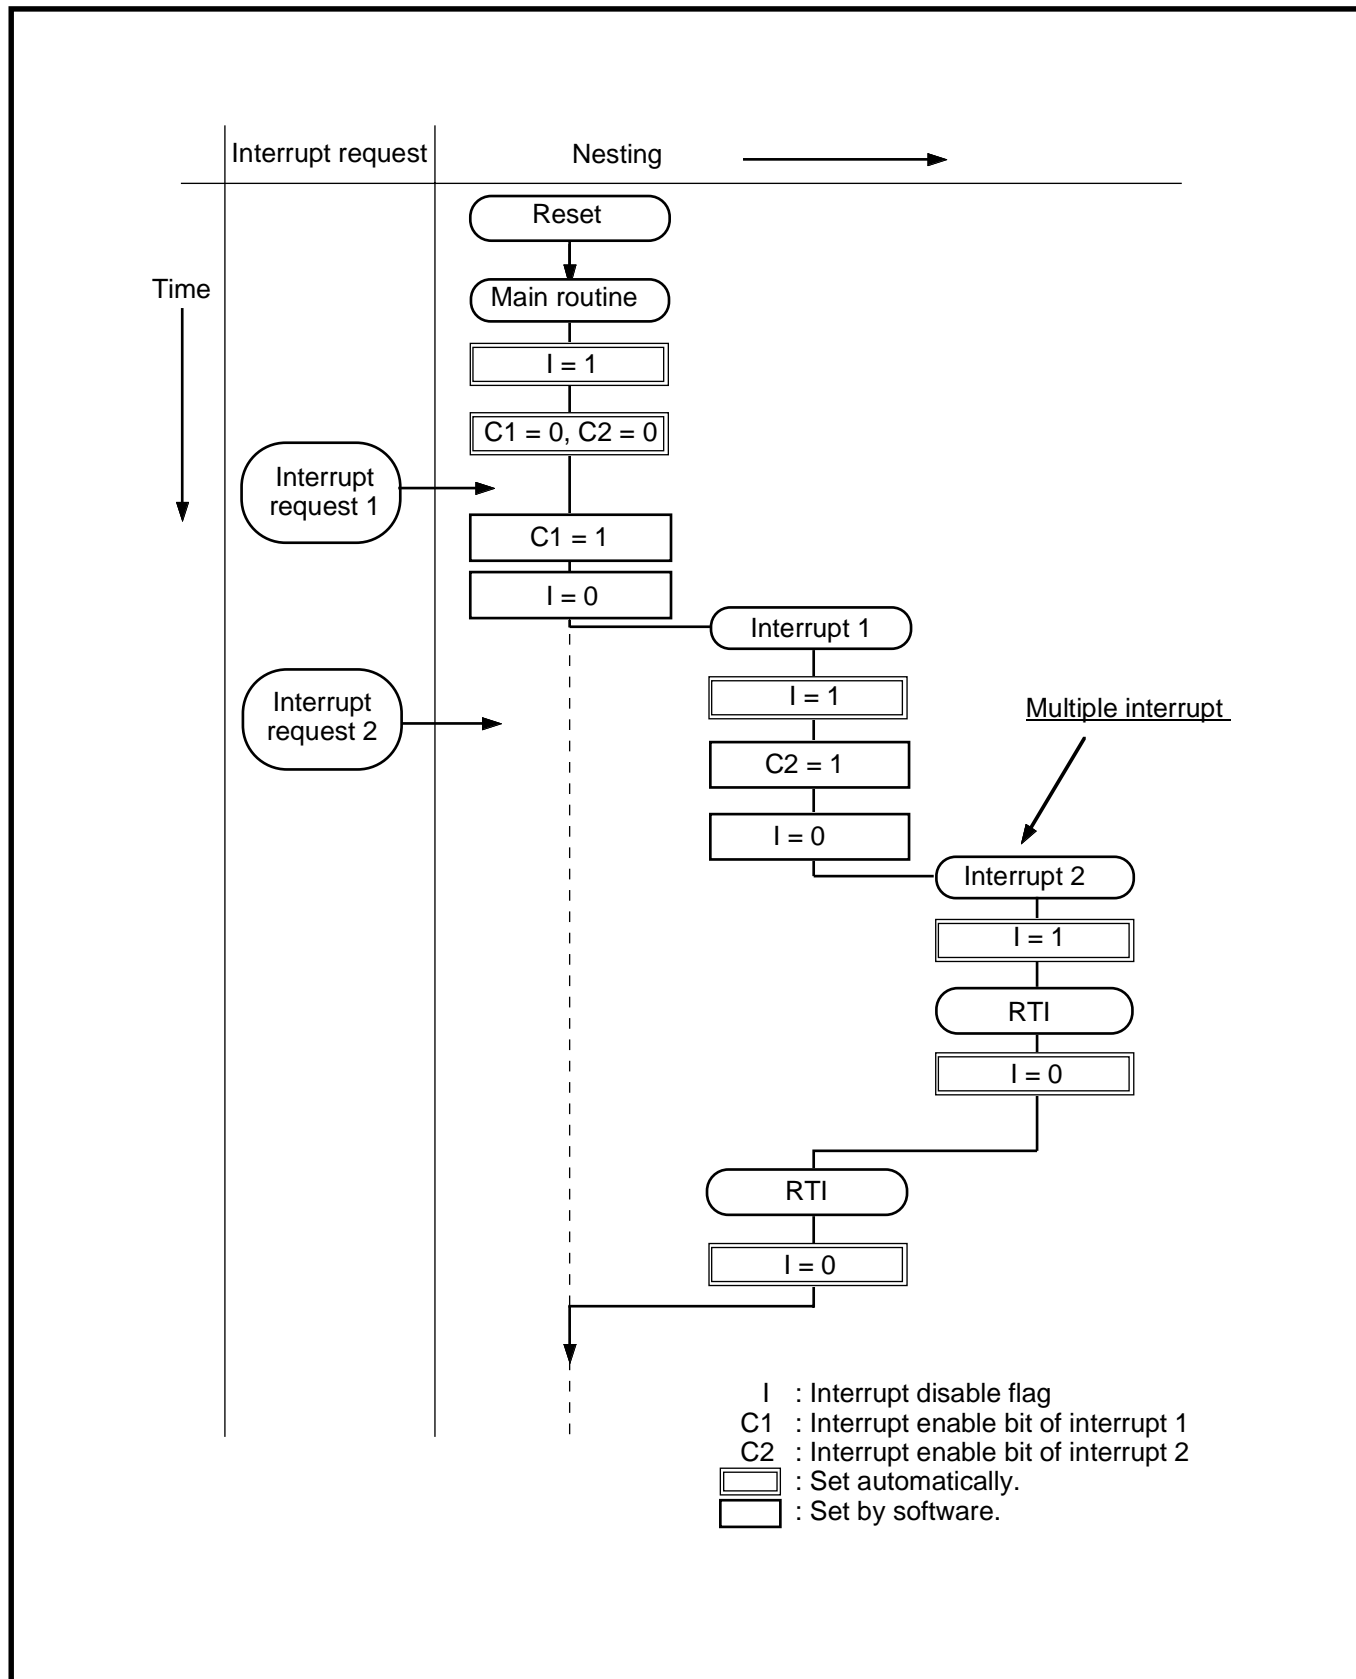 Interrupt request
Nesting
Reset
Time
Main routine
I = 1
C1 = 0, C2 = 0
Interrupt
request 1
C1 = 1
I = 0
Interrupt 1
Interrupt
request 2
I = 1
Multiple interrupt
C2 = 1
I = 0
Interrupt 2
I = 1
RTI
I = 0
RTI
I = 0
I : Interrupt disable flag
C1 : Interrupt enable bit of interrupt 1
C2 : Interrupt enable bit of interrupt 2
: Set automatically.
: Set by software.